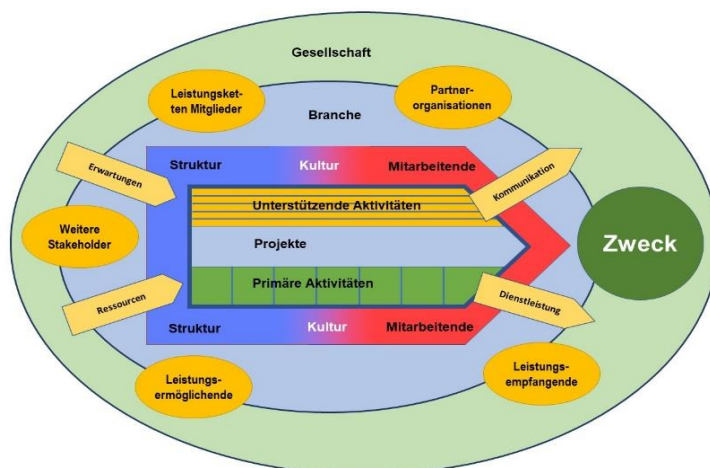 Gesellschaft
Leistungsket-
ten Mitglieder
Partner-
organisationen
Branche
Erwartungen
Struktur
Kultur
Mitarbeitende
Kommunikation
Unterstützende Aktivitäten
Weitere
Stakeholder
Projekte
Zweck
Primäre Aktivitäten
Ressourcen
Dienstleistung
Struktur
Kultur
Mitarbeitende
Leistungs-
ermöglichende
Leistungs-
empfangende